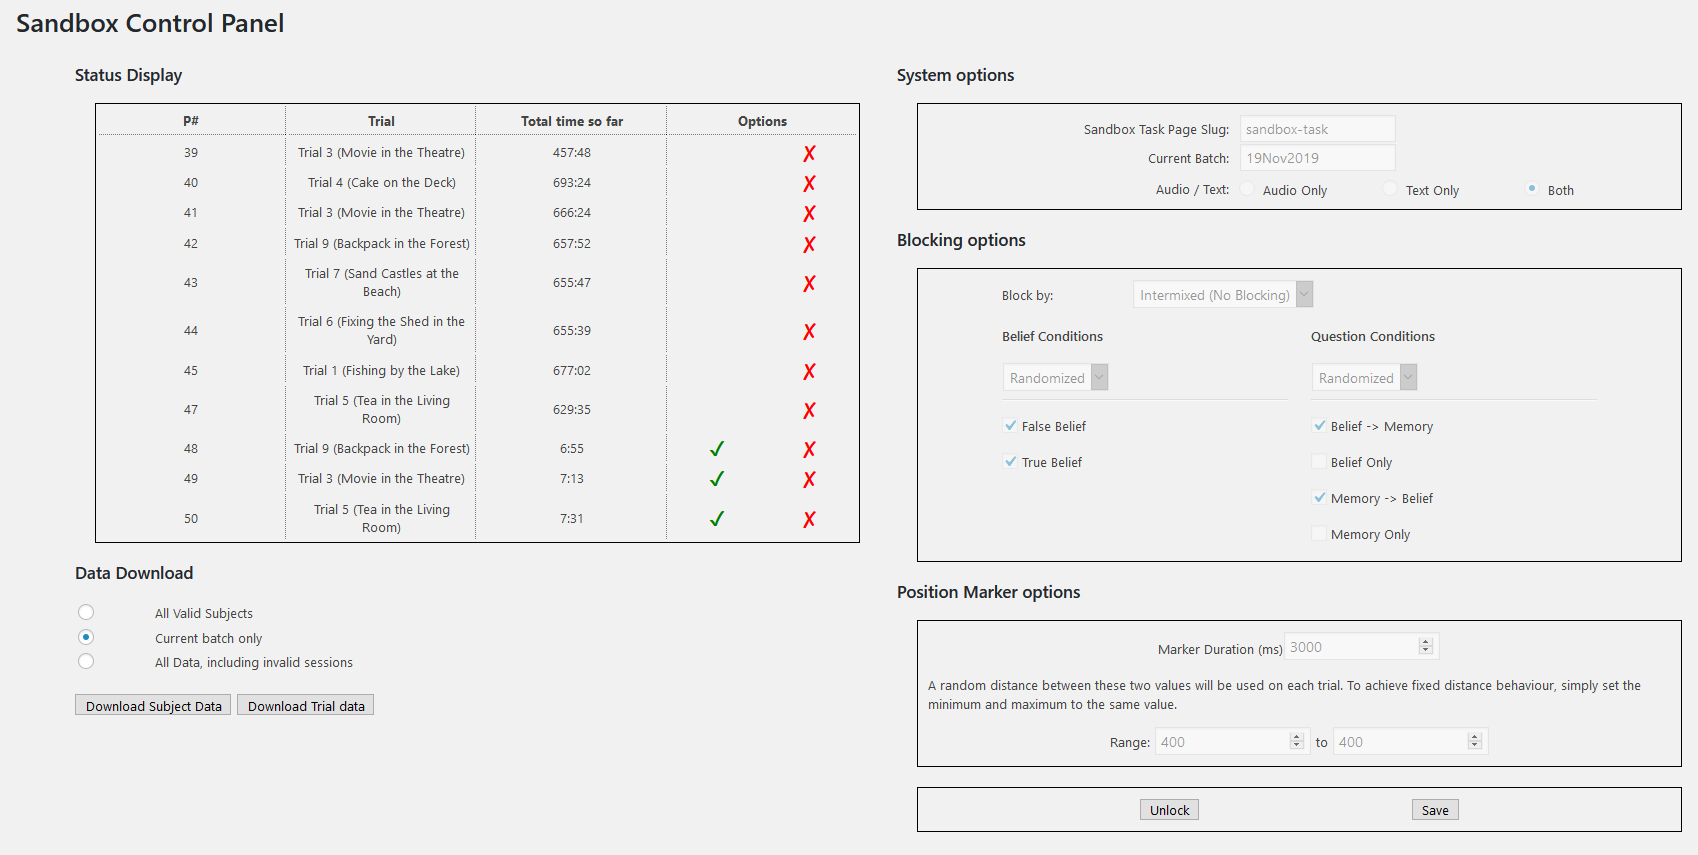 Sandbox Control Panel
Status Display
P# Trial Total time so far Options
39 Trial 3 (Movie in the Theatre) 457:48 ✗
40 Trial 4 (Cake on the Deck) 693:24 ✗
41 Trial 3 (Movie in the Theatre) 666:24 ✗
42 Trial 9 (Backpack in the Forest) 657:52 ✗
43 Trial 7 (Sand Castles at the
Beach) 655:47 ✗
44 Trial 6 (Fixing the Shed in the
Yard) 655:39 ✗
45 Trial 1 (Fishing by the Lake) 677:02 ✗
47 Trial 5 (Tea in the Living
Room) 629:35 ✗
48 Trial 9 (Backpack in the Forest) 6:55 ✓ ✗
49 Trial 3 (Movie in the Theatre) 7:13 ✓ ✗
50 Trial 5 (Tea in the Living
Room) 7:31 ✓ ✗
Data Download
All Valid Subjects
Current batch only
All Data, including invalid sessions
Download Subject Data Download Trial data
System options
Sandbox Task Page Slug: sandbox-task
Current Batch: 19Nov2019
Audio / Text: Audio Only Text Only Both
Blocking options
Block by: Intermixed (No Blocking)
Belief Conditions Question Conditions
Randomized Randomized
False Belief Belief -> Memory
True Belief Belief Only
Memory -> Belief
Memory Only
Position Marker options
Marker Duration (ms) 3000
A random distance between these two values will be used on each trial. To achieve fixed distance behaviour, simply set the
minimum and maximum to the same value.
Range: 400 to 400
Unlock Save